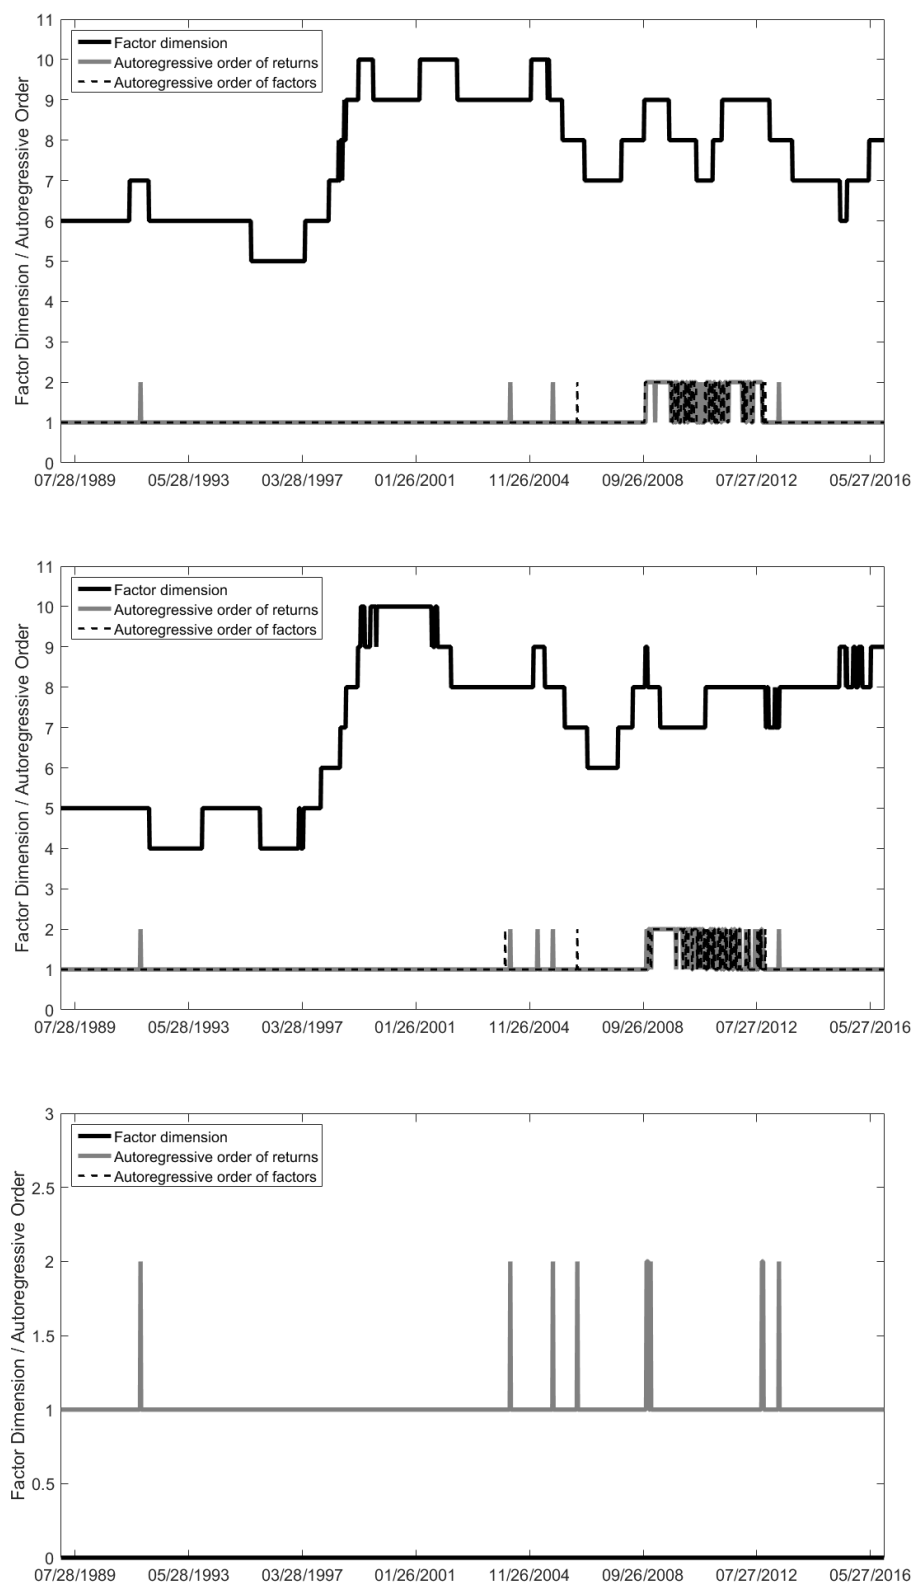 11
10
9
8
7
6
5
4
3
2
1
0
Factor Dimension / Autoregressive Order
Factor dimension
Autoregressive order of returns
Autoregressive order of factors
07/28/1989 05/28/1993 03/28/1997 01/26/2001 11/26/2004 09/26/2008 07/27/2012 05/27/2016
11
10
9
8
7
6
5
4
3
2
1
0
Factor Dimension / Autoregressive Order
Factor dimension
Autoregressive order of returns
Autoregressive order of factors
07/28/1989 05/28/1993 03/28/1997 01/26/2001 11/26/2004 09/26/2008 07/27/2012 05/27/2016
3
2.5
2
1.5
1
0.5
0
Factor Dimension / Autoregressive Order
Factor dimension
Autoregressive order of returns
Autoregressive order of factors
07/28/1989 05/28/1993 03/28/1997 01/26/2001 11/26/2004 09/26/2008 07/27/2012 05/27/2016